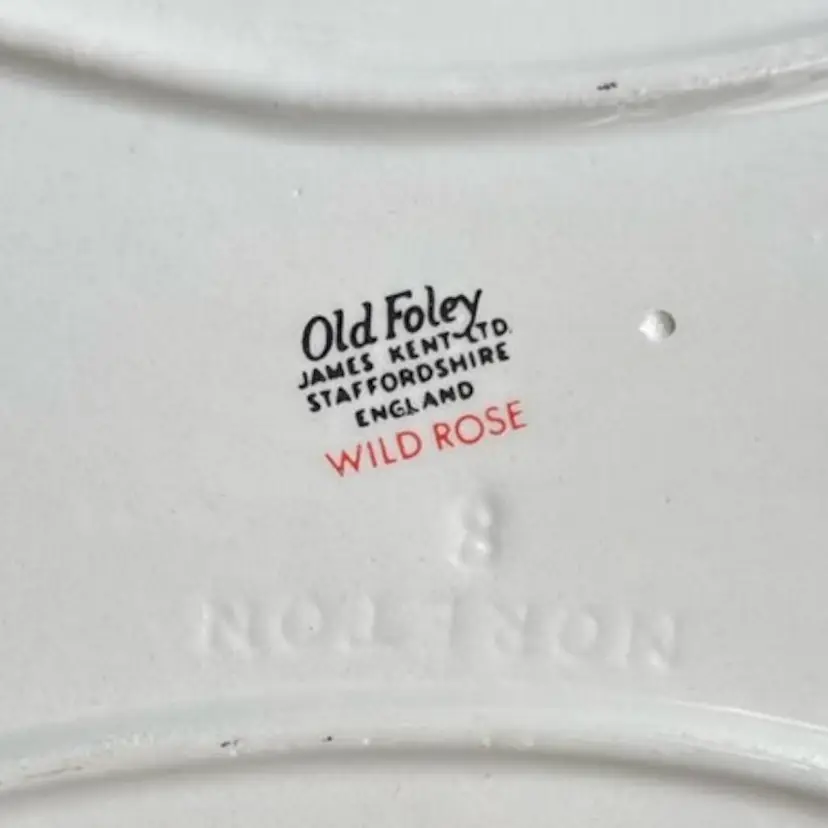 Old Foley
JAMES KENT LTD.
STAFFORDSHIRE
ENGLAND
WILD ROSE
8